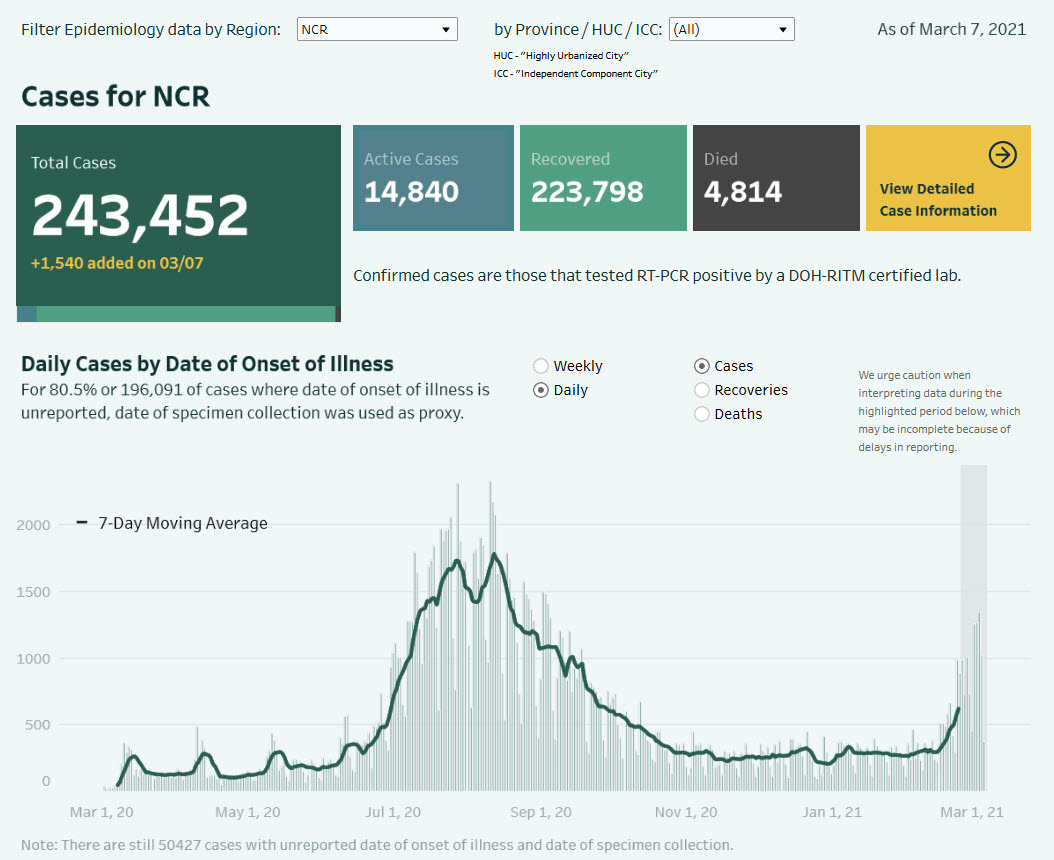 Filter Epidemiology data by Region: NCR by Province / HUC / ICC: (All) As of March 7, 2021
HUC - "Highly Urbanized City"
ICC - "Independent Component City"
Cases for NCR
Total Cases
243,452
+1,540 added on 03/07
Active Cases
14,840
Recovered
223,798
Died
4,814
View Detailed
Case Information
Confirmed cases are those that tested RT-PCR positive by a DOH-RITM certified lab.
Daily Cases by Date of Onset of Illness
For 80.5% or 196,091 of cases where date of onset of illness is
unreported, date of specimen collection was used as proxy.
Weekly
Daily
Cases
Recoveries
Deaths
We urge caution when
interpreting data during the
highlighted period below, which
may be incomplete because of
delays in reporting.
7-Day Moving Average
2000
1500
1000
500
0
Mar 1, 20 May 1, 20 Jul 1, 20 Sep 1, 20 Nov 1, 20 Jan 1, 21 Mar 1, 21
Note: There are still 50427 cases with unreported date of onset of illness and date of specimen collection.